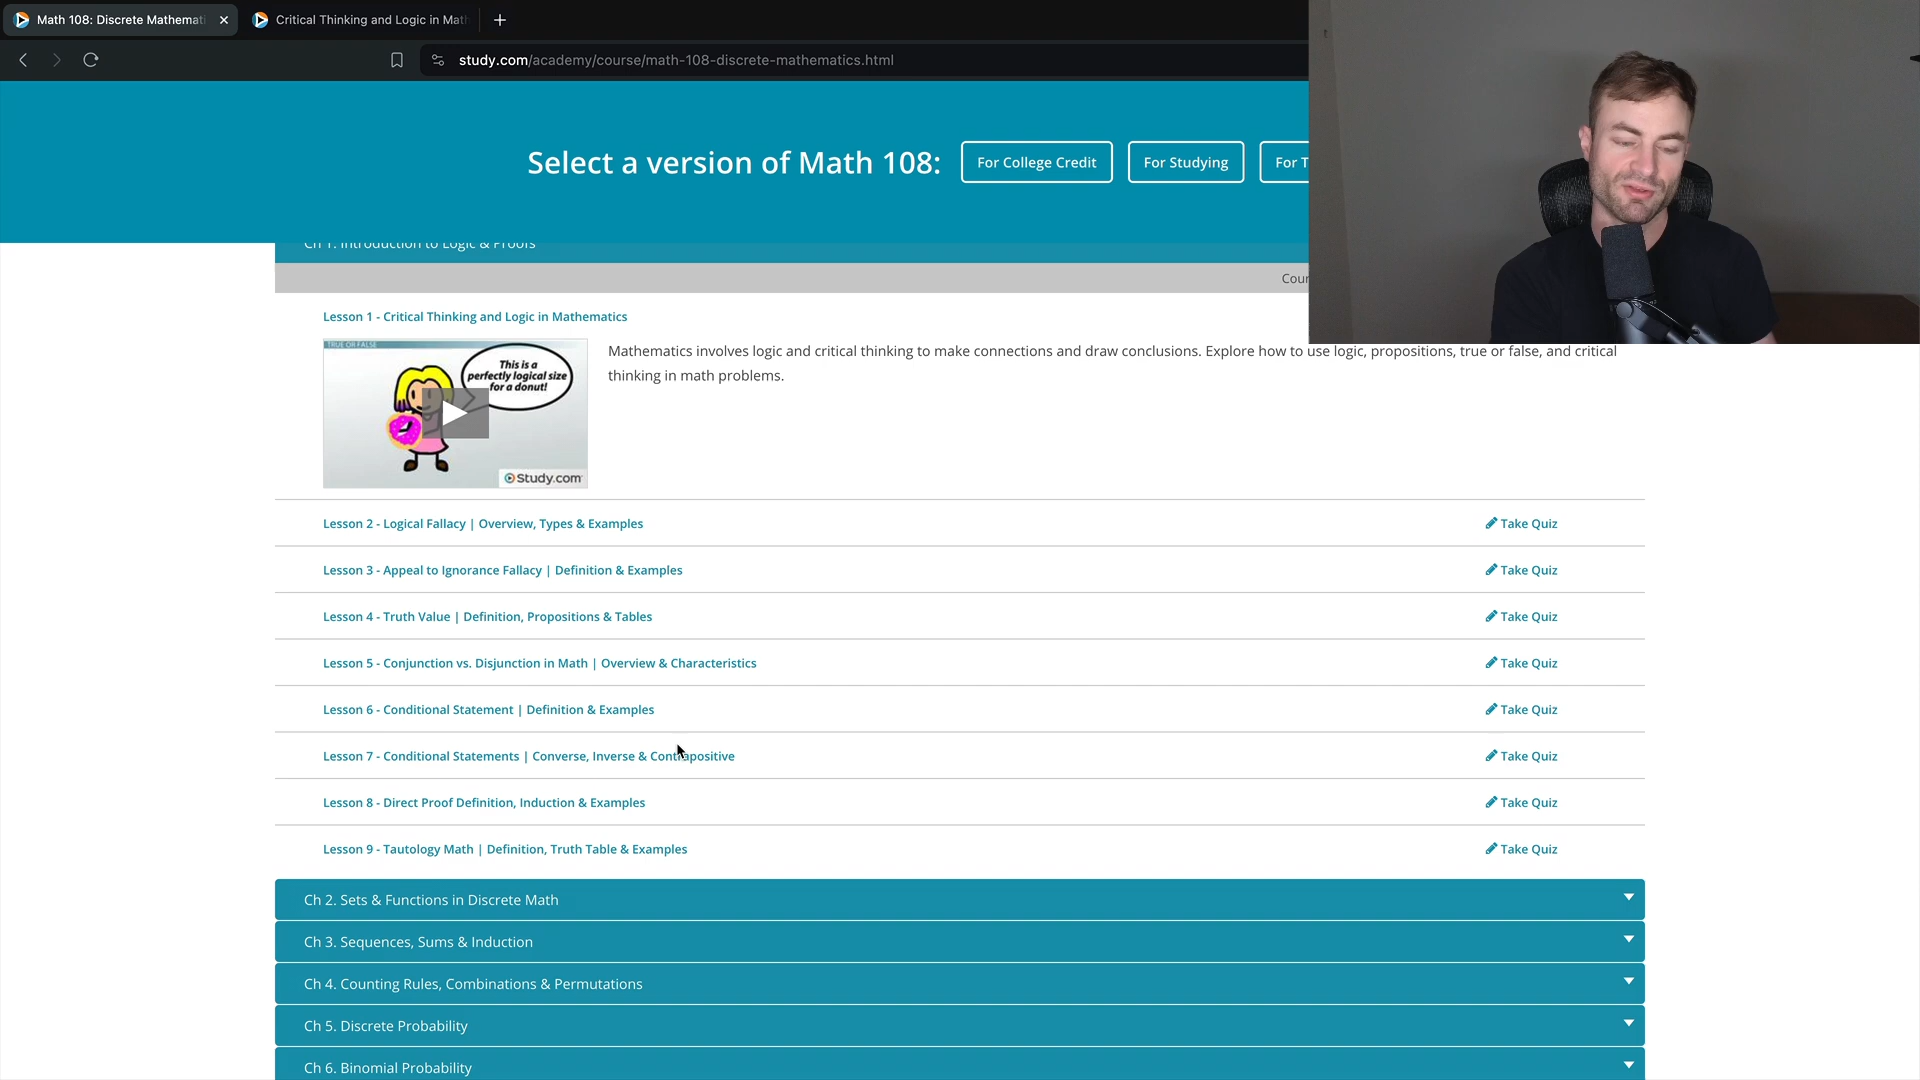 Math 108: Discrete Mathemati
Critical Thinking and Logic in Math
study.com/academy/course/math-108-discrete-mathematics.html
Select a version of Math 108:
For College Credit
For Studying
For T
Ch 1. Introduction to Logic & Proofs
Cour
Lesson 1 - Critical Thinking and Logic in Mathematics
TRUE OR FALSE
This is a
perfectly logical size
for a donut!
Study.com
Mathematics involves logic and critical thinking to make connections and draw conclusions. Explore how to use logic, propositions, true or false, and critical
thinking in math problems.
Lesson 2 - Logical Fallacy | Overview, Types & Examples
Take Quiz
Lesson 3 - Appeal to Ignorance Fallacy | Definition & Examples
Take Quiz
Lesson 4 - Truth Value | Definition, Propositions & Tables
Take Quiz
Lesson 5 - Conjunction vs. Disjunction in Math | Overview & Characteristics
Take Quiz
Lesson 6 - Conditional Statement | Definition & Examples
Take Quiz
Lesson 7 - Conditional Statements | Converse, Inverse & Contrapositive
Take Quiz
Lesson 8 - Direct Proof Definition, Induction & Examples
Take Quiz
Lesson 9 - Tautology Math | Definition, Truth Table & Examples
Take Quiz
Ch 2. Sets & Functions in Discrete Math
Ch 3. Sequences, Sums & Induction
Ch 4. Counting Rules, Combinations & Permutations
Ch 5. Discrete Probability
Ch 6. Binomial Probability